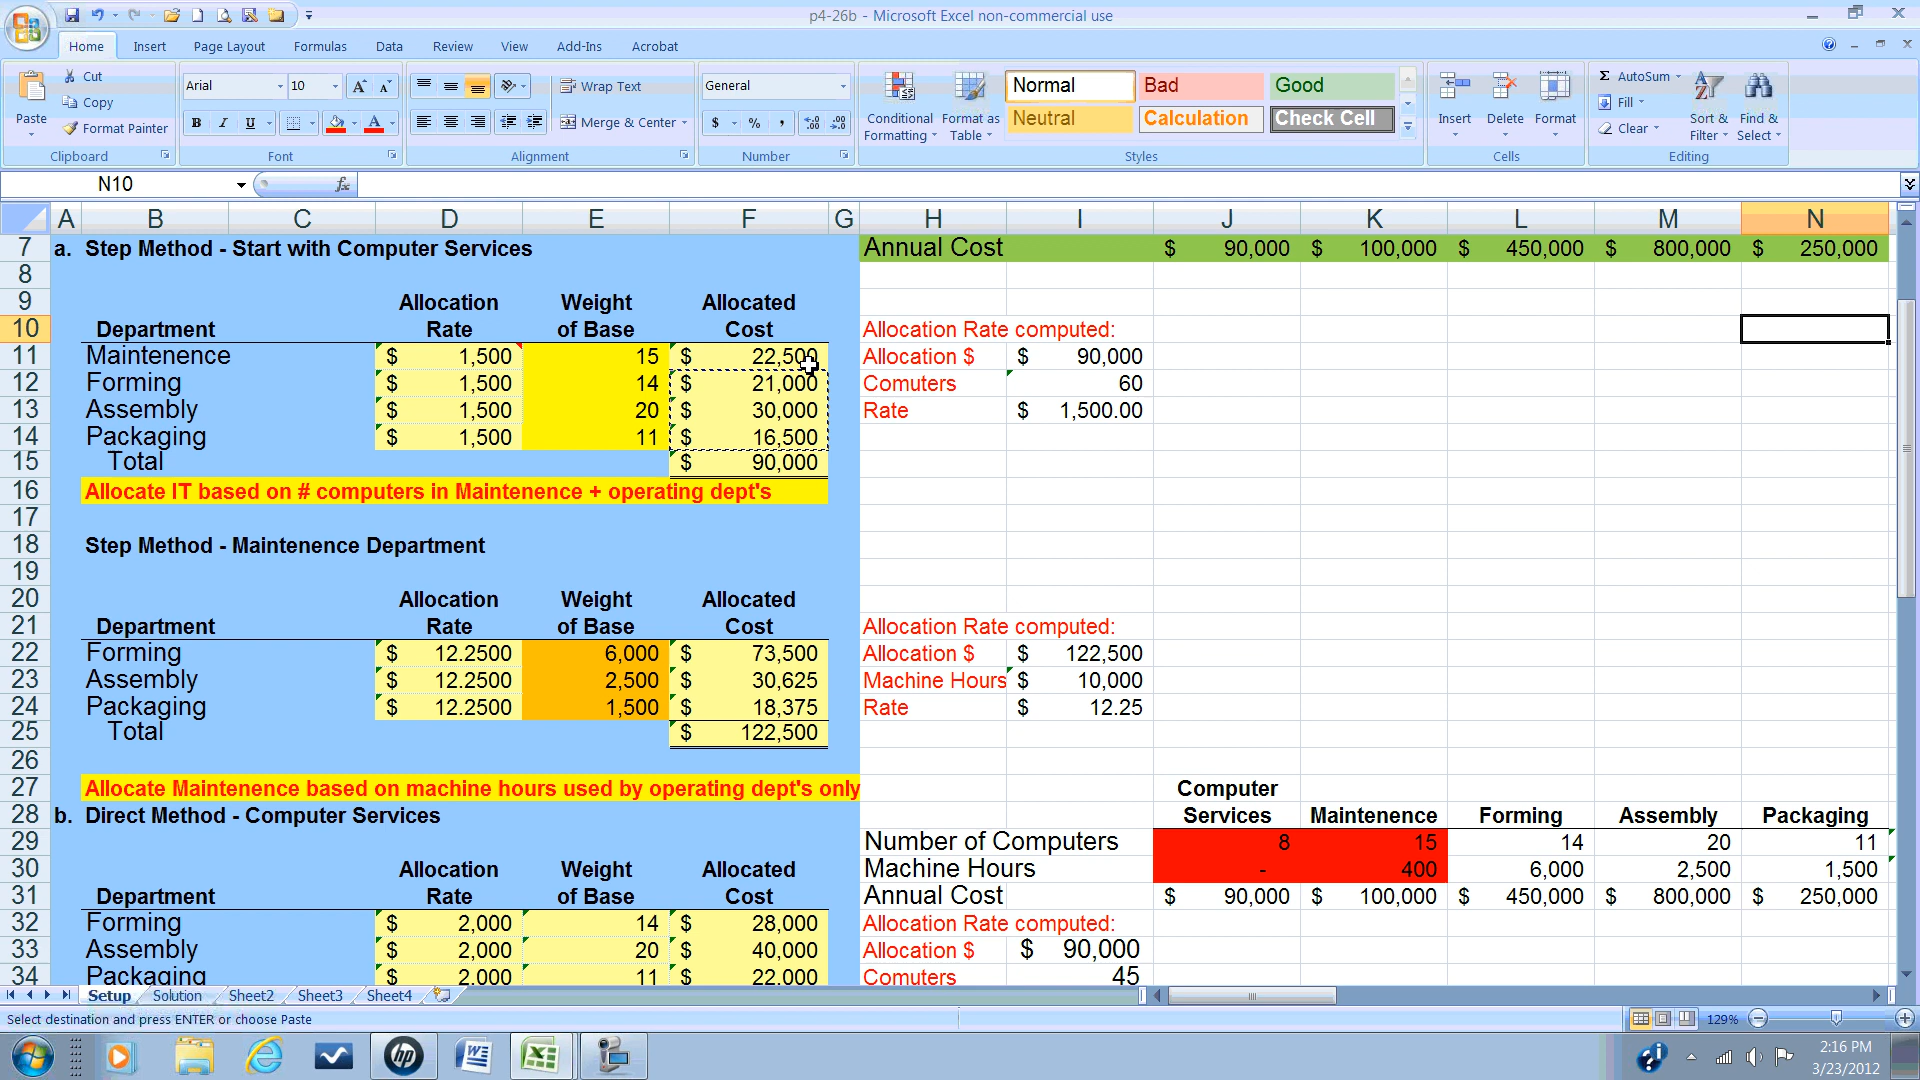 p4-26b - Microsoft Excel non-commercial use
Home Insert Page Layout Formulas Data Review View Add-Ins Acrobat
Paste Cut Copy Format Painter Clipboard
Arial 10 Font
Wrap Text Merge & Center Alignment
General $ % , Number
Conditional Formatting Format as Table
Normal Bad Good
Neutral Calculation Check Cell
Styles
Insert Delete Format Cells
Σ AutoSum Fill Clear Sort & Filter Find & Select Editing
N10 fx
A B C D E F G H I J K L M N
7 a. Step Method - Start with Computer Services Annual Cost $ 90,000 $ 100,000 $ 450,000 $ 800,000 $ 250,000
8
9 Allocation Weight Allocated
10 Department Rate of Base Cost Allocation Rate computed:
11 Maintenence $ 1,500 15 $ 22,500 Allocation $ $ 90,000
12 Forming $ 1,500 14 $ 21,000 Comuters 60
13 Assembly $ 1,500 20 $ 30,000 Rate $ 1,500.00
14 Packaging $ 1,500 11 $ 16,500
15 Total $ 90,000
16 Allocate IT based on # computers in Maintenence + operating dept's
17
18 Step Method - Maintenence Department
19
20 Allocation Weight Allocated
21 Department Rate of Base Cost Allocation Rate computed:
22 Forming $ 12.2500 6,000 $ 73,500 Allocation $ $ 122,500
23 Assembly $ 12.2500 2,500 $ 30,625 Machine Hours $ 10,000
24 Packaging $ 12.2500 1,500 $ 18,375 Rate $ 12.25
25 Total $ 122,500
26
27 Allocate Maintenence based on machine hours used by operating dept's only Computer
28 b. Direct Method - Computer Services Services Maintenence Forming Assembly Packaging
29 Number of Computers 8 15 14 20 11
30 Allocation Weight Allocated Machine Hours - 400 6,000 2,500 1,500
31 Department Rate of Base Cost Annual Cost $ 90,000 $ 100,000 $ 450,000 $ 800,000 $ 250,000
32 Forming $ 2,000 14 $ 28,000 Allocation Rate computed:
33 Assembly $ 2,000 20 $ 40,000 Allocation $ $ 90,000
34 Packaging $ 2,000 11 $ 22,000 Comuters 45
Setup Solution Sheet2 Sheet3 Sheet4
Select destination and press ENTER or choose Paste 129%
2:16 PM
3/23/2012